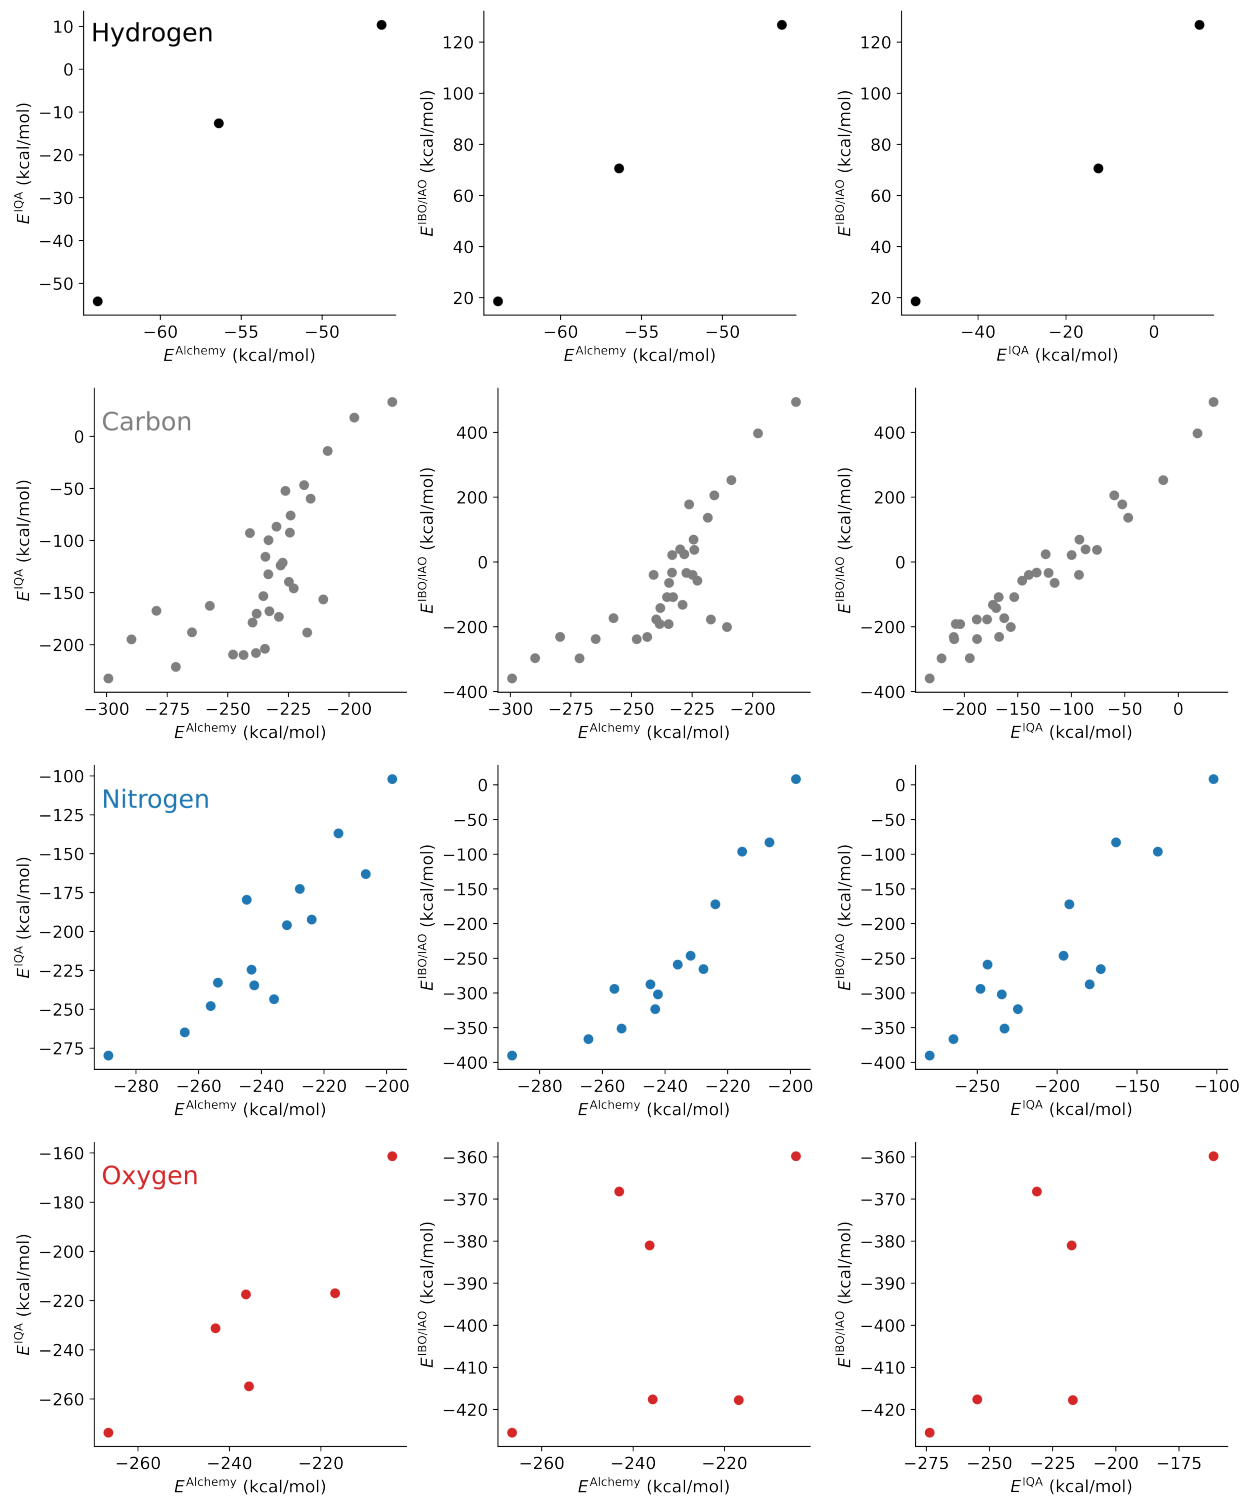 Hydrogen
10
0
−10
−20
−30
−40
−50
E^IQA (kcal/mol)
−60 −55 −50
E^Alchemy (kcal/mol)
120
100
80
60
40
20
E^IBO/IAO (kcal/mol)
−60 −55 −50
E^Alchemy (kcal/mol)
120
100
80
60
40
20
E^IBO/IAO (kcal/mol)
−40 −20 0
E^IQA (kcal/mol)
Carbon
0
−50
−100
−150
−200
E^IQA (kcal/mol)
−300 −275 −250 −225 −200
E^Alchemy (kcal/mol)
400
200
0
−200
−400
E^IBO/IAO (kcal/mol)
−300 −275 −250 −225 −200
E^Alchemy (kcal/mol)
400
200
0
−200
−400
E^IBO/IAO (kcal/mol)
−200 −150 −100 −50 0
E^IQA (kcal/mol)
Nitrogen
−100
−125
−150
−175
−200
−225
−250
−275
E^IQA (kcal/mol)
−280 −260 −240 −220 −200
E^Alchemy (kcal/mol)
0
−50
−100
−150
−200
−250
−300
−350
−400
E^IBO/IAO (kcal/mol)
−280 −260 −240 −220 −200
E^Alchemy (kcal/mol)
0
−50
−100
−150
−200
−250
−300
−350
−400
E^IBO/IAO (kcal/mol)
−250 −200 −150 −100
E^IQA (kcal/mol)
Oxygen
−160
−180
−200
−220
−240
−260
E^IQA (kcal/mol)
−260 −240 −220
E^Alchemy (kcal/mol)
−360
−370
−380
−390
−400
−410
−420
E^IBO/IAO (kcal/mol)
−260 −240 −220
E^Alchemy (kcal/mol)
−360
−370
−380
−390
−400
−410
−420
E^IBO/IAO (kcal/mol)
−275 −250 −225 −200 −175
E^IQA (kcal/mol)